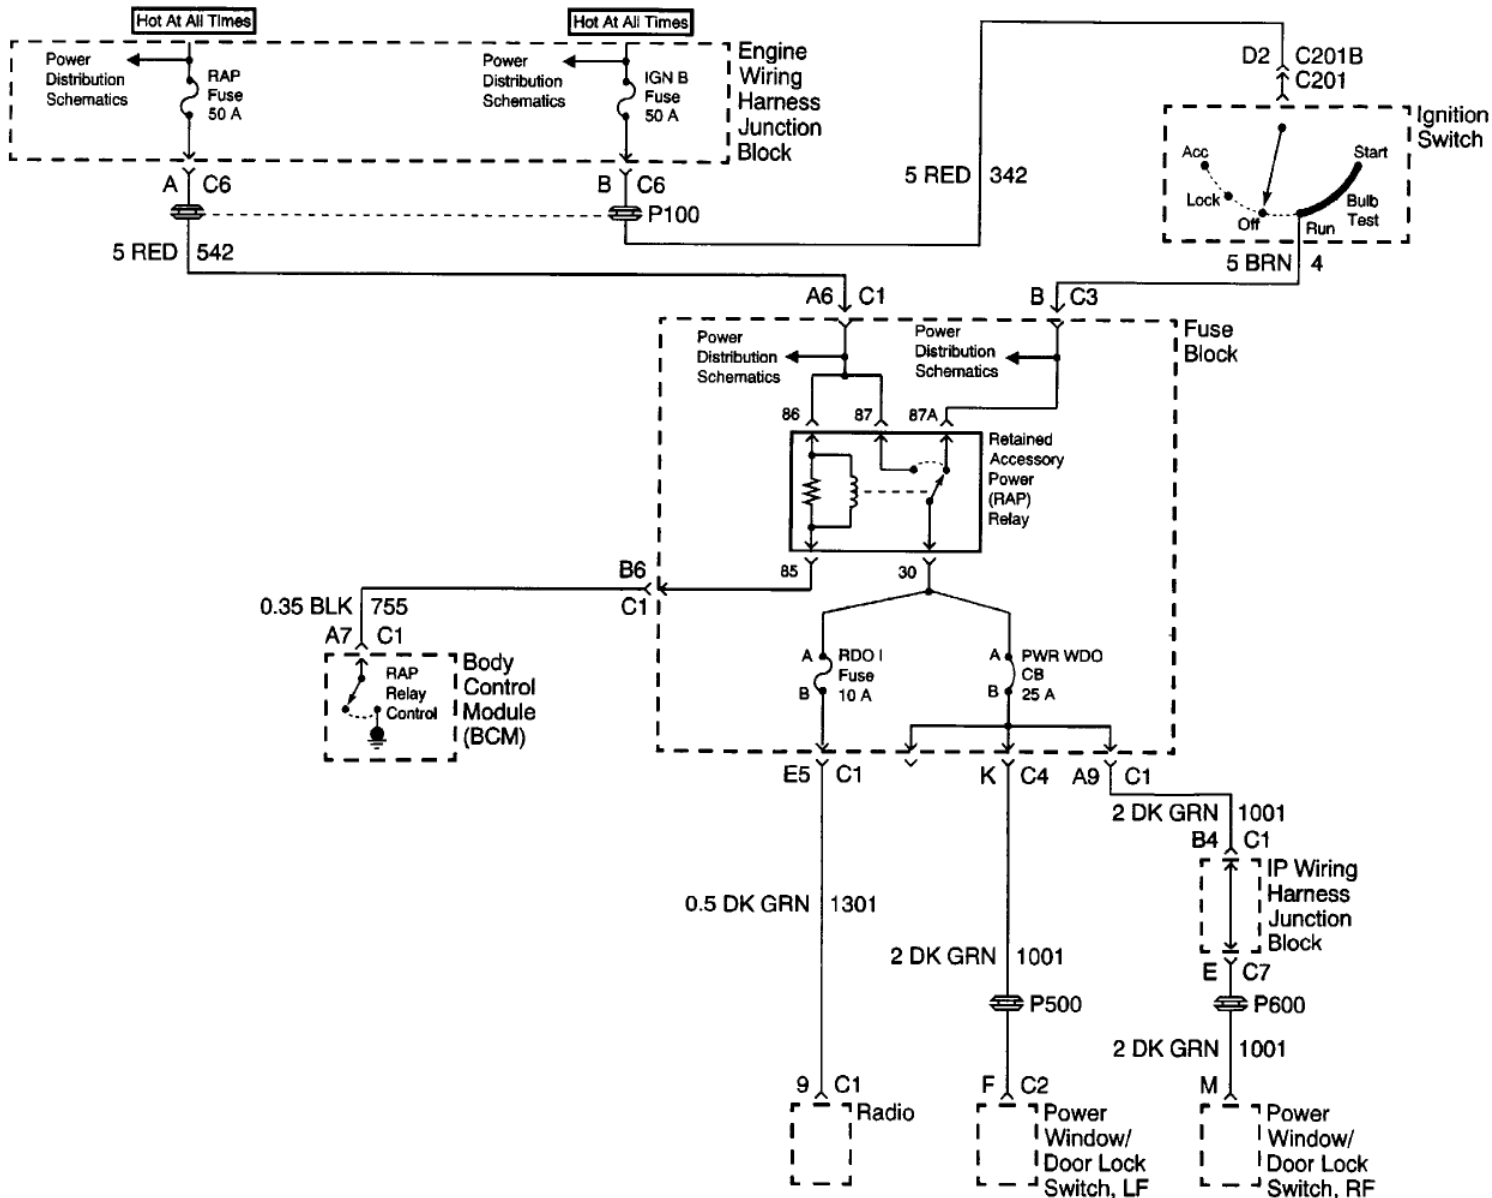 Hot At All Times
Hot At All Times
Power
Distribution
Schematics
RAP
Fuse
50 A
Power
Distribution
Schematics
IGN B
Fuse
50 A
Engine
Wiring
Harness
Junction
Block
A C6
B C6
P100
5 RED 542
5 RED 342
D2 C201B
C201
Ignition
Switch
Acc
Lock
Off
Run
Bulb
Test
Start
5 BRN 4
A6 C1
B C3
Fuse
Block
Power
Distribution
Schematics
Power
Distribution
Schematics
86
87
87A
Retained
Accessory
Power
(RAP)
Relay
85
30
B6
C1
0.35 BLK 755
A7 C1
RAP
Relay
Control
Body
Control
Module
(BCM)
A
B
RDO I
Fuse
10 A
A
B
PWR WDO
CB
25 A
E5 C1
K C4
A9 C1
2 DK GRN 1001
B4 C1
IP Wiring
Harness
Junction
Block
E C7
0.5 DK GRN 1301
2 DK GRN 1001
P500
P600
2 DK GRN 1001
9 C1
Radio
F C2
Power
Window/
Door Lock
Switch, LF
M
Power
Window/
Door Lock
Switch, RF